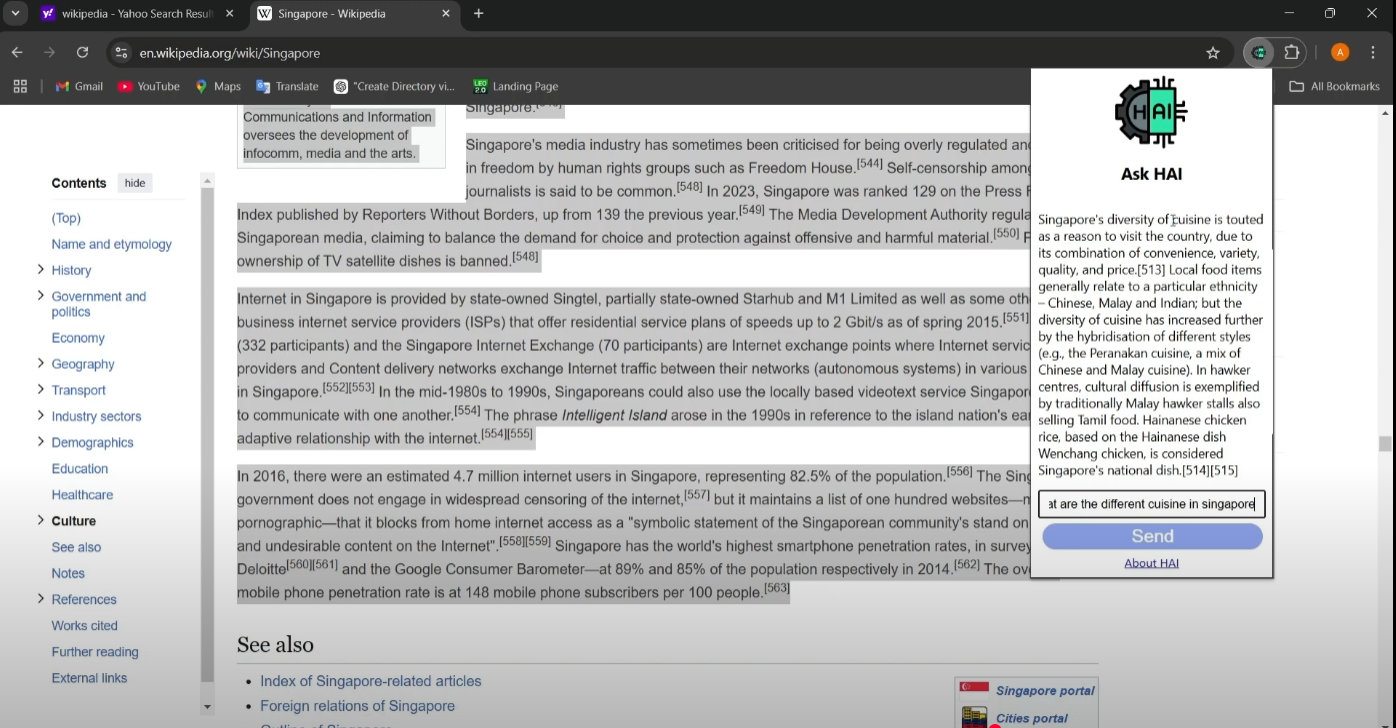 wikipedia - Yahoo Search Resul
Singapore - Wikipedia
en.wikipedia.org/wiki/Singapore
A
Gmail
YouTube
Maps
Translate
"Create Directory vi...
LEO 2.0
Landing Page
All Bookmarks
Contents hide
(Top)
Name and etymology
History
Government and
politics
Economy
Geography
Transport
Industry sectors
Demographics
Education
Healthcare
Culture
See also
Notes
References
Works cited
Further reading
External links
Communications and Information
oversees the development of
infocomm, media and the arts.
Singapore.
Singapore's media industry has sometimes been criticised for being overly regulated and
in freedom by human rights groups such as Freedom House.[544] Self-censorship among
journalists is said to be common.[548] In 2023, Singapore was ranked 129 on the Press F
Index published by Reporters Without Borders, up from 139 the previous year.[549] The Media Development Authority regula
Singaporean media, claiming to balance the demand for choice and protection against offensive and harmful material.[550] F
ownership of TV satellite dishes is banned.[548]
Internet in Singapore is provided by state-owned Singtel, partially state-owned Starhub and M1 Limited as well as some oth
business internet service providers (ISPs) that offer residential service plans of speeds up to 2 Gbit/s as of spring 2015.[551]
(332 participants) and the Singapore Internet Exchange (70 participants) are Internet exchange points where Internet servic
providers and Content delivery networks exchange Internet traffic between their networks (autonomous systems) in various
in Singapore.[552][553] In the mid-1980s to 1990s, Singaporeans could also use the locally based videotext service Singapor
to communicate with one another.[554] The phrase Intelligent Island arose in the 1990s in reference to the island nation's ear
adaptive relationship with the internet.[554][555]
In 2016, there were an estimated 4.7 million internet users in Singapore, representing 82.5% of the population.[556] The Sing
government does not engage in widespread censoring of the internet,[557] but it maintains a list of one hundred websites—m
pornographic—that it blocks from home internet access as a "symbolic statement of the Singaporean community's stand on
and undesirable content on the Internet".[558][559] Singapore has the world's highest smartphone penetration rates, in survey
Deloitte[560][561] and the Google Consumer Barometer—at 89% and 85% of the population respectively in 2014.[562] The ov
mobile phone penetration rate is at 148 mobile phone subscribers per 100 people.[563]
See also
Index of Singapore-related articles
Foreign relations of Singapore
Singapore portal
Cities portal
HAI
Ask HAI
Singapore's diversity of cuisine is touted
as a reason to visit the country, due to
its combination of convenience, variety,
quality, and price.[513] Local food items
generally relate to a particular ethnicity
– Chinese, Malay and Indian; but the
diversity of cuisine has increased further
by the hybridisation of different styles
(e.g., the Peranakan cuisine, a mix of
Chinese and Malay cuisine). In hawker
centres, cultural diffusion is exemplified
by traditionally Malay hawker stalls also
selling Tamil food. Hainanese chicken
rice, based on the Hainanese dish
Wenchang chicken, is considered
Singapore's national dish.[514][515]
at are the different cuisine in singapore
Send
About HAI